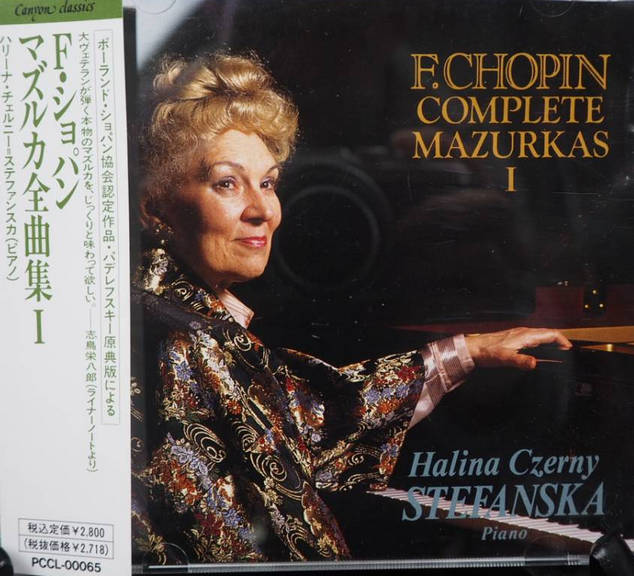 Canyon classics
F・ショパン
マズルカ全曲集 I
ハリーナ・チェルニー=ステファンスカ(ピアノ)
ポーランド・ショパン協会認定作品・パデレフスキー原典版による
大ヴェテランが弾く本物のマズルカを、じっくりと味わって欲しい。――志鳥栄八郎(ライナーノートより)
税込定価¥2,800
(税抜価格¥2,718)
PCCL-00065
F. CHOPIN
COMPLETE
MAZURKAS
I
Halina Czerny
STEFANSKA
Piano